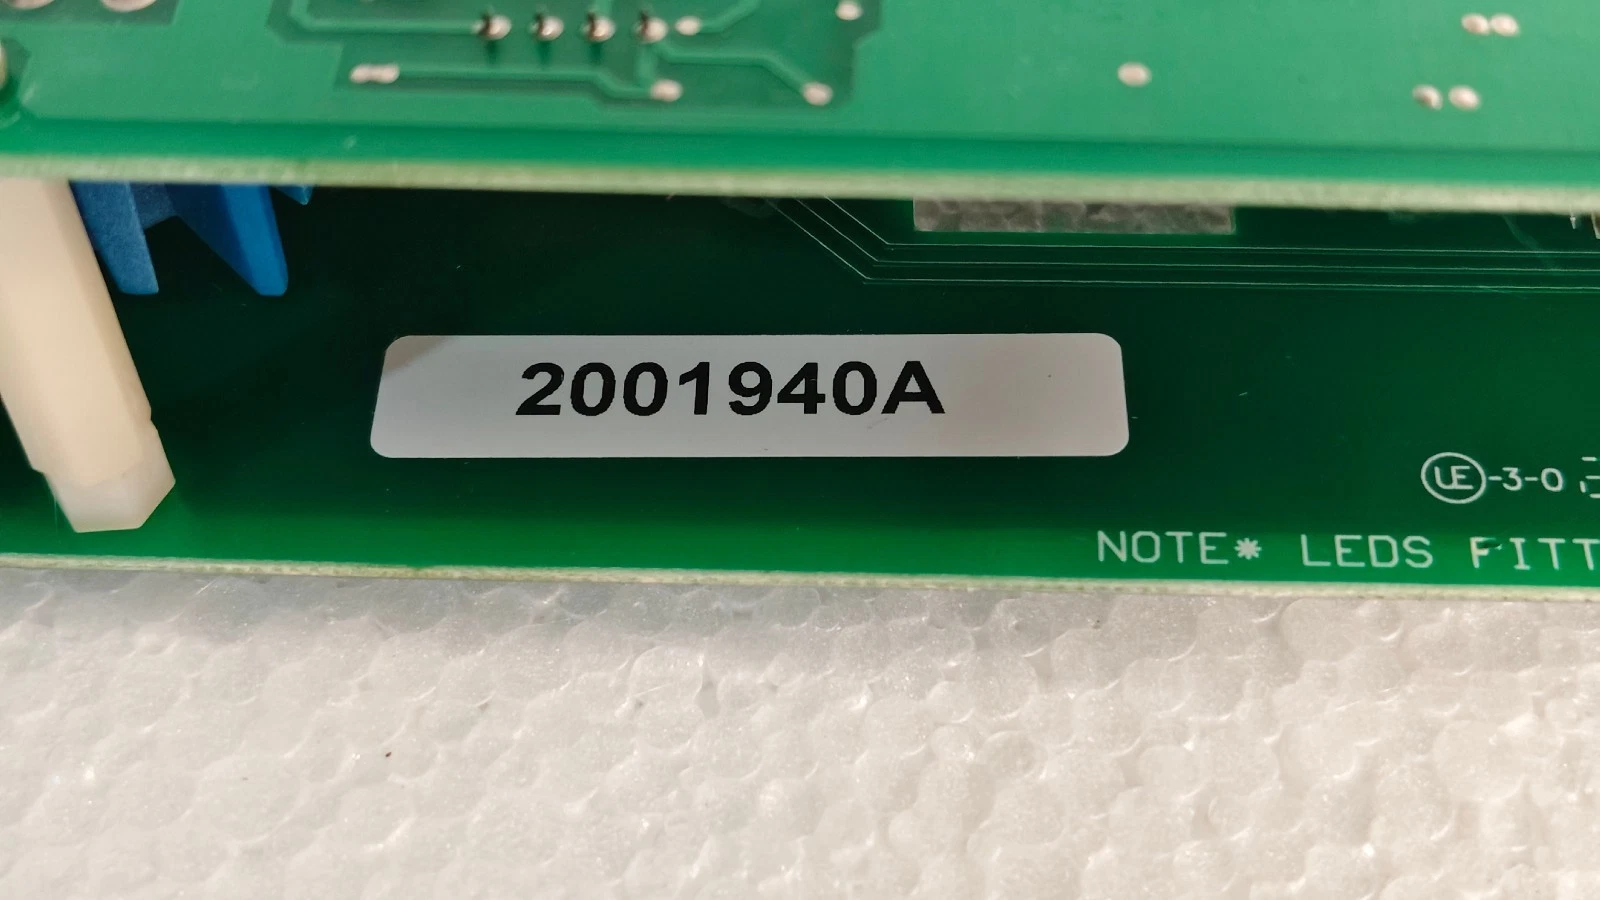 2001940A
UE-3-0
NOTE* LEDS FITT